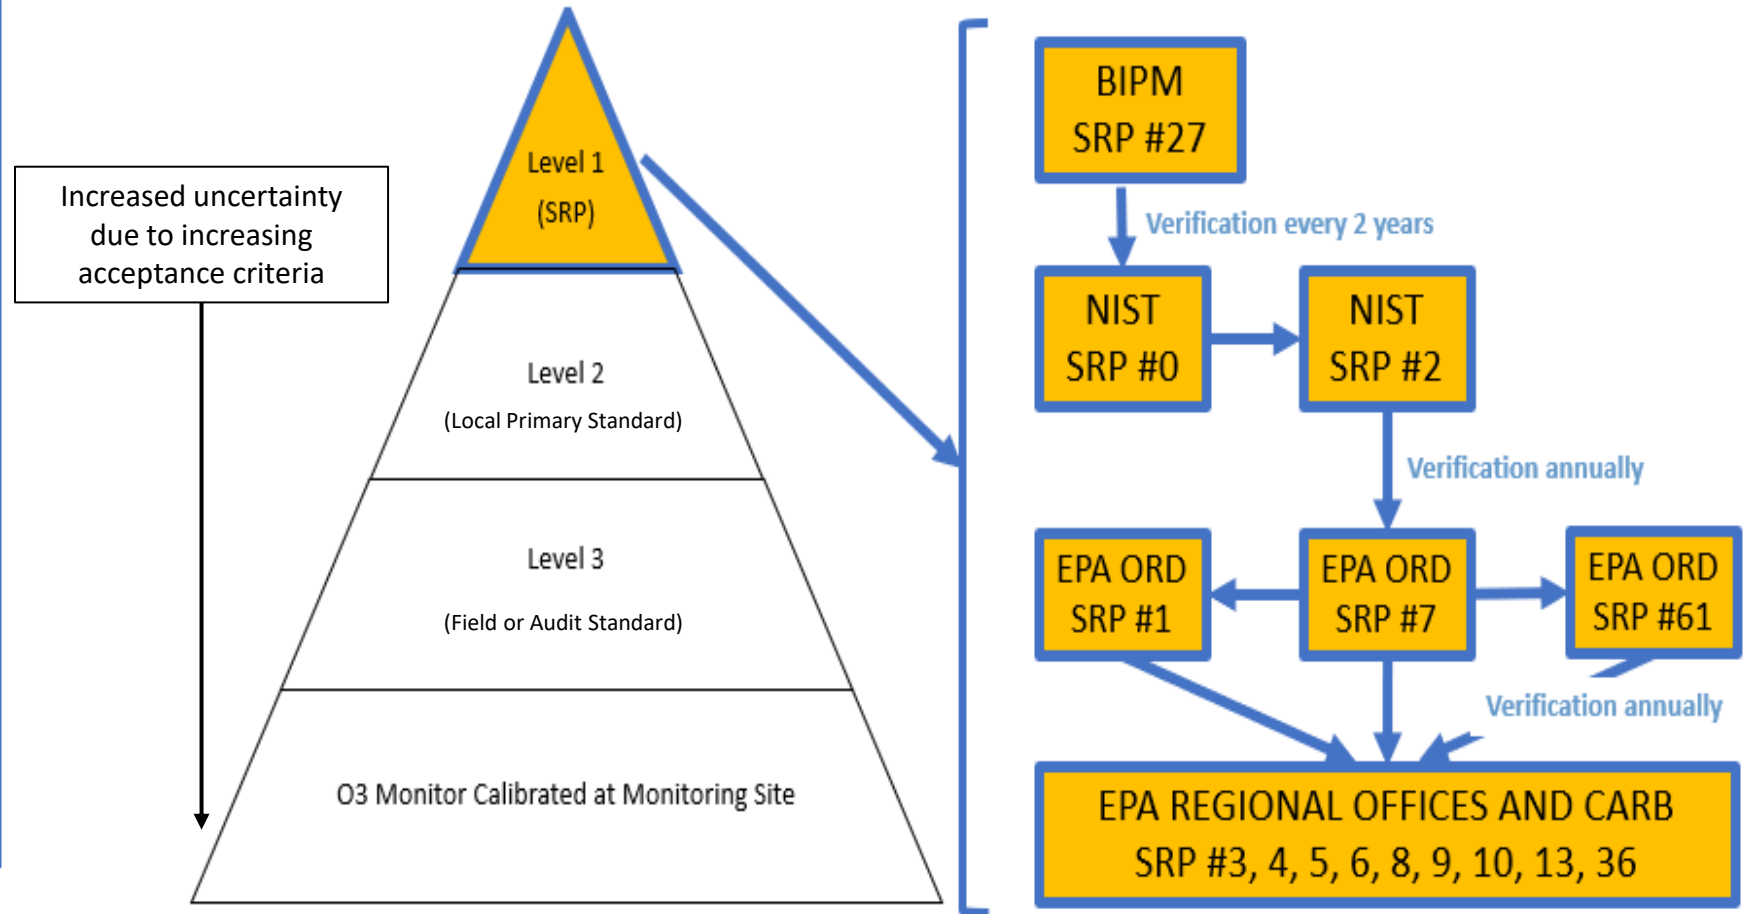 Increased uncertainty
due to increasing
acceptance criteria
Level 1
(SRP)
Level 2
(Local Primary Standard)
Level 3
(Field or Audit Standard)
O3 Monitor Calibrated at Monitoring Site
BIPM
SRP #27
Verification every 2 years
NIST
SRP #0
NIST
SRP #2
Verification annually
EPA ORD
SRP #1
EPA ORD
SRP #7
EPA ORD
SRP #61
Verification annually
EPA REGIONAL OFFICES AND CARB
SRP #3, 4, 5, 6, 8, 9, 10, 13, 36